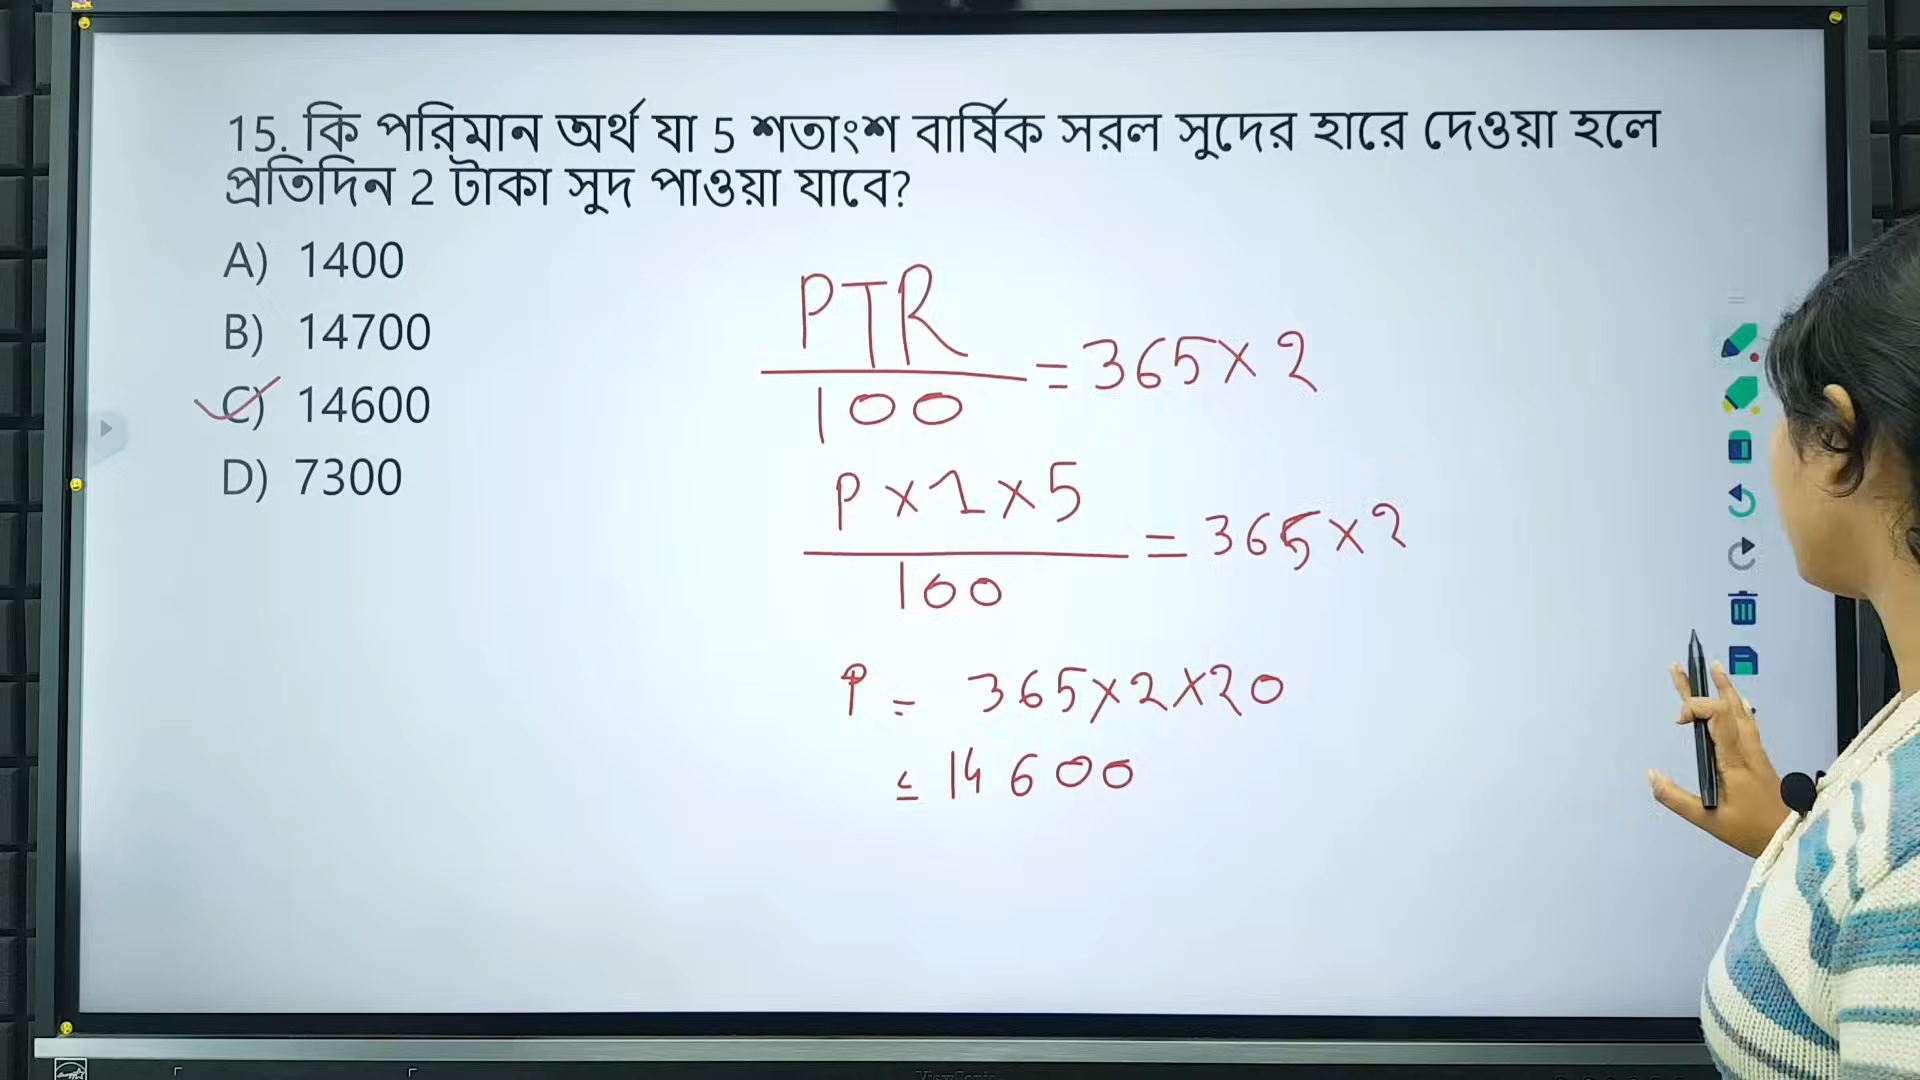 15. কি পরিমান অর্থ যা 5 শতাংশ বার্ষিক সরল সুদের হারে দেওয়া হলে
প্রতিদিন 2 টাকা সুদ পাওয়া যাবে?
A) 1400
B) 14700
C) 14600
D) 7300
PTR
100
= 365 × 2
P × 1 × 5
100
= 365 × 2
P = 365 × 2 × 20
= 14600
ViewSonic